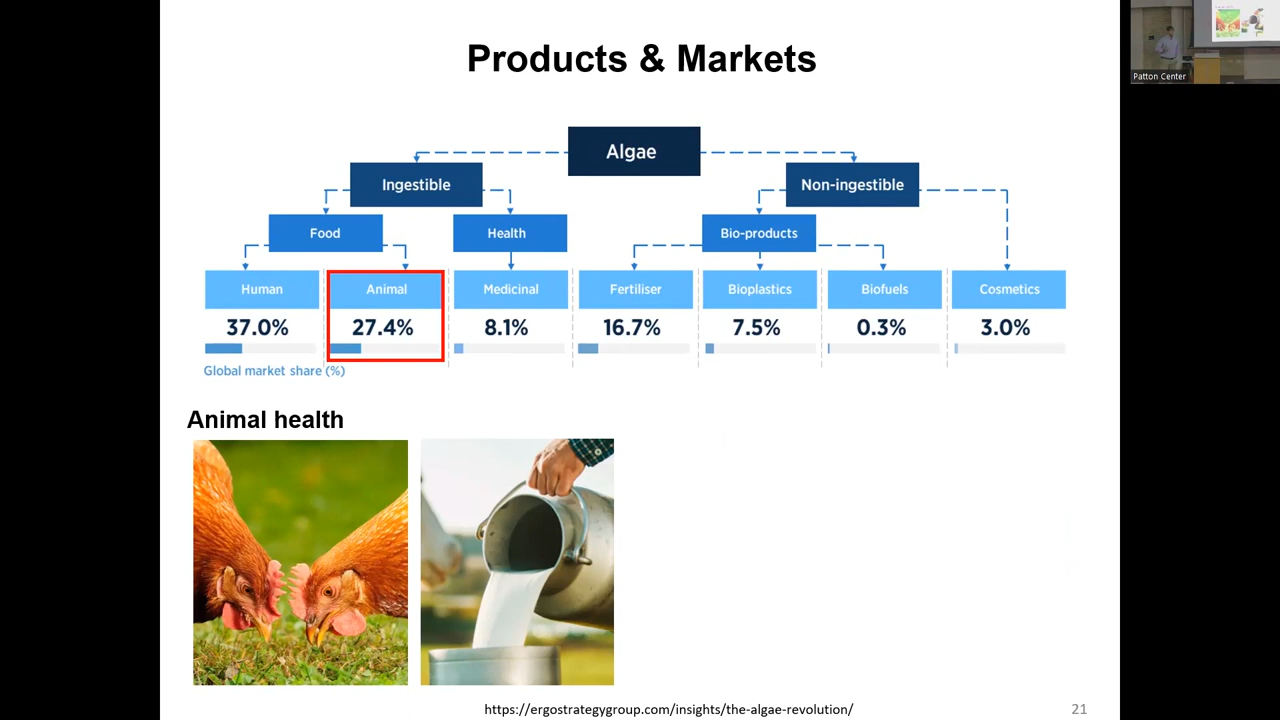 Products & Markets
Algae
Ingestible
Non-ingestible
Food
Health
Bio-products
Human
Animal
Medicinal
Fertiliser
Bioplastics
Biofuels
Cosmetics
37.0%
27.4%
8.1%
16.7%
7.5%
0.3%
3.0%
Global market share (%)
Animal health
https://ergostrategygroup.com/insights/the-algae-revolution/
21
Patton Center